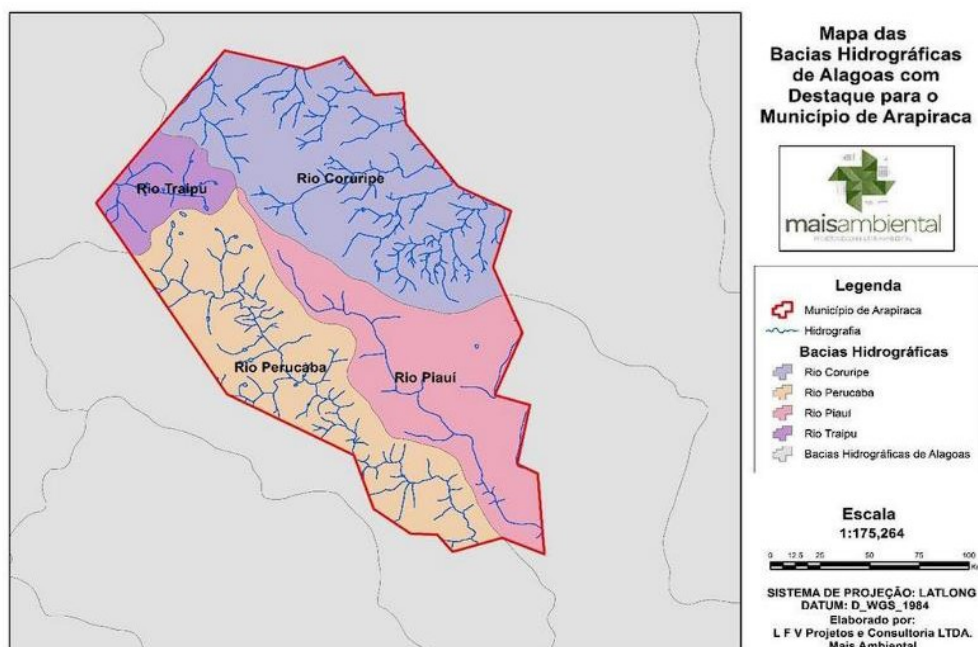 Mapa das
Bacias Hidrográficas
de Alagoas com
Destaque para o
Município de Arapiraca
maisambiental
Legenda
Município de Arapiraca
Hidrografia
Bacias Hidrográficas
Rio Coruripe
Rio Perucaba
Rio Piauí
Rio Traipu
Bacias Hidrográficas de Alagoas
Escala
1:175,264
0 12.5 25 50 75 100
SISTEMA DE PROJEÇÃO: LATLONG
DATUM: D_WGS_1984
Elaborado por:
L F V Projetos e Consultoria LTDA.
Mais Ambiental
Rio Coruripe
Rio Traipu
Rio Perucaba
Rio Piauí